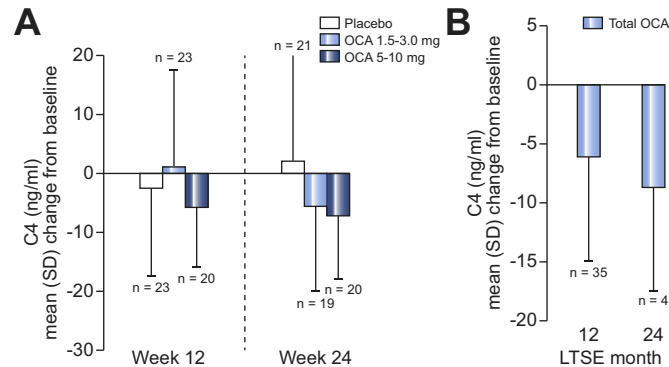 A
Placebo
OCA 1.5-3.0 mg
OCA 5-10 mg
C4 (ng/ml)
mean (SD) change from baseline
20
10
0
-10
-20
-30
n = 23
n = 23
n = 20
n = 21
n = 19
n = 20
Week 12
Week 24
B
Total OCA
C4 (ng/ml)
mean (SD) change from baseline
5
0
-5
-10
-15
-20
n = 35
n = 4
12
24
LTSE month